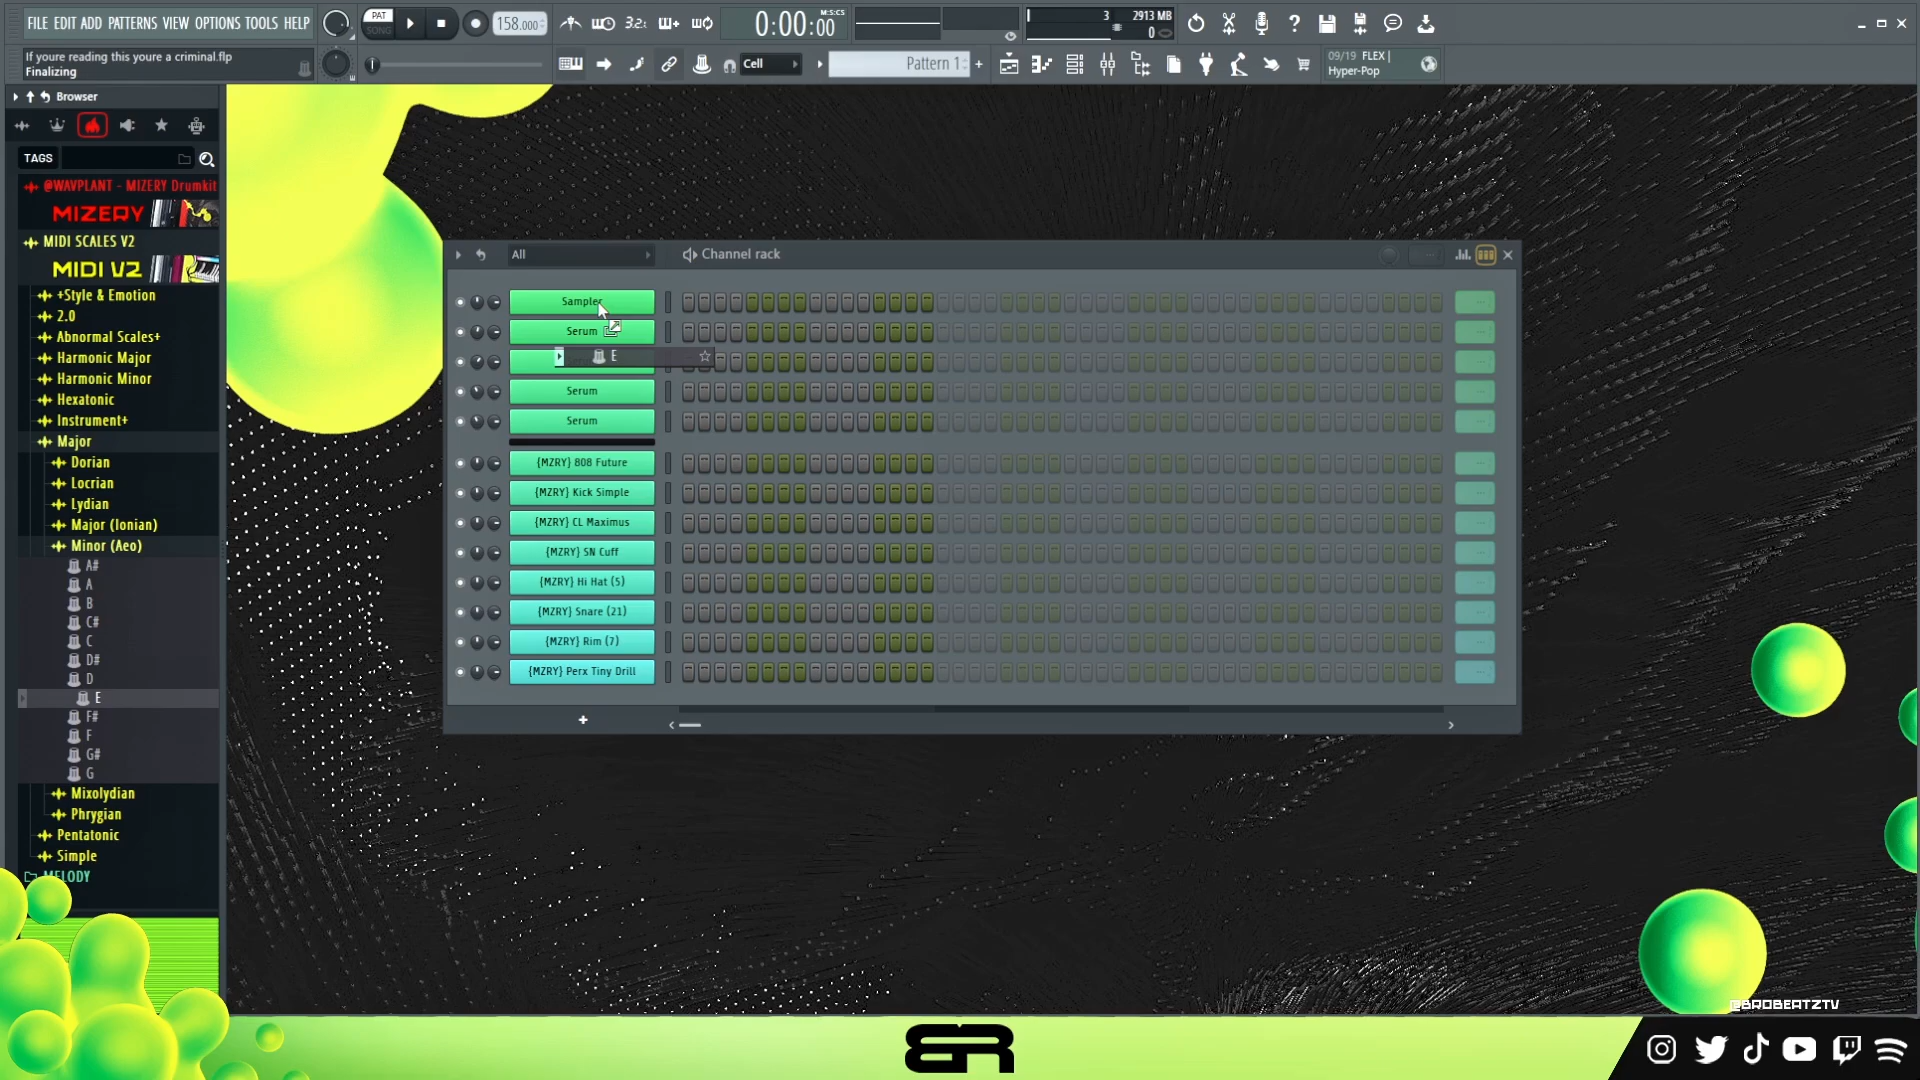 FILE EDIT ADD PATTERNS VIEW OPTIONS TOOLS HELP
PAT
SONG
158.000
3.2
0:00:00
M:S:CS
3
2913 MB
0
If youre reading this youre a criminal.flp
Finalizing
Cell
Pattern 1
+
09/19 FLEX |
Hyper-Pop
Browser
TAGS
@WAVPLANT - MIZERY Drumkit
MIZERY
MIDI SCALES V2
MIDI V2
+Style & Emotion
2.0
Abnormal Scales+
Harmonic Major
Harmonic Minor
Hexatonic
Instrument+
Major
Dorian
Locrian
Lydian
Major (Ionian)
Minor (Aeo)
A#
A
B
C#
C
D#
D
E
F#
F
G#
G
Mixolydian
Phrygian
Pentatonic
Simple
MELODY
All
Channel rack
Sampler
Serum
E
Serum
Serum
{MZRY} 808 Future
{MZRY} Kick Simple
{MZRY} CL Maximus
{MZRY} SN Cuff
{MZRY} Hi Hat (5)
{MZRY} Snare (21)
{MZRY} Rim (7)
{MZRY} Perx Tiny Drill
+
@BROBEATZTV
BR